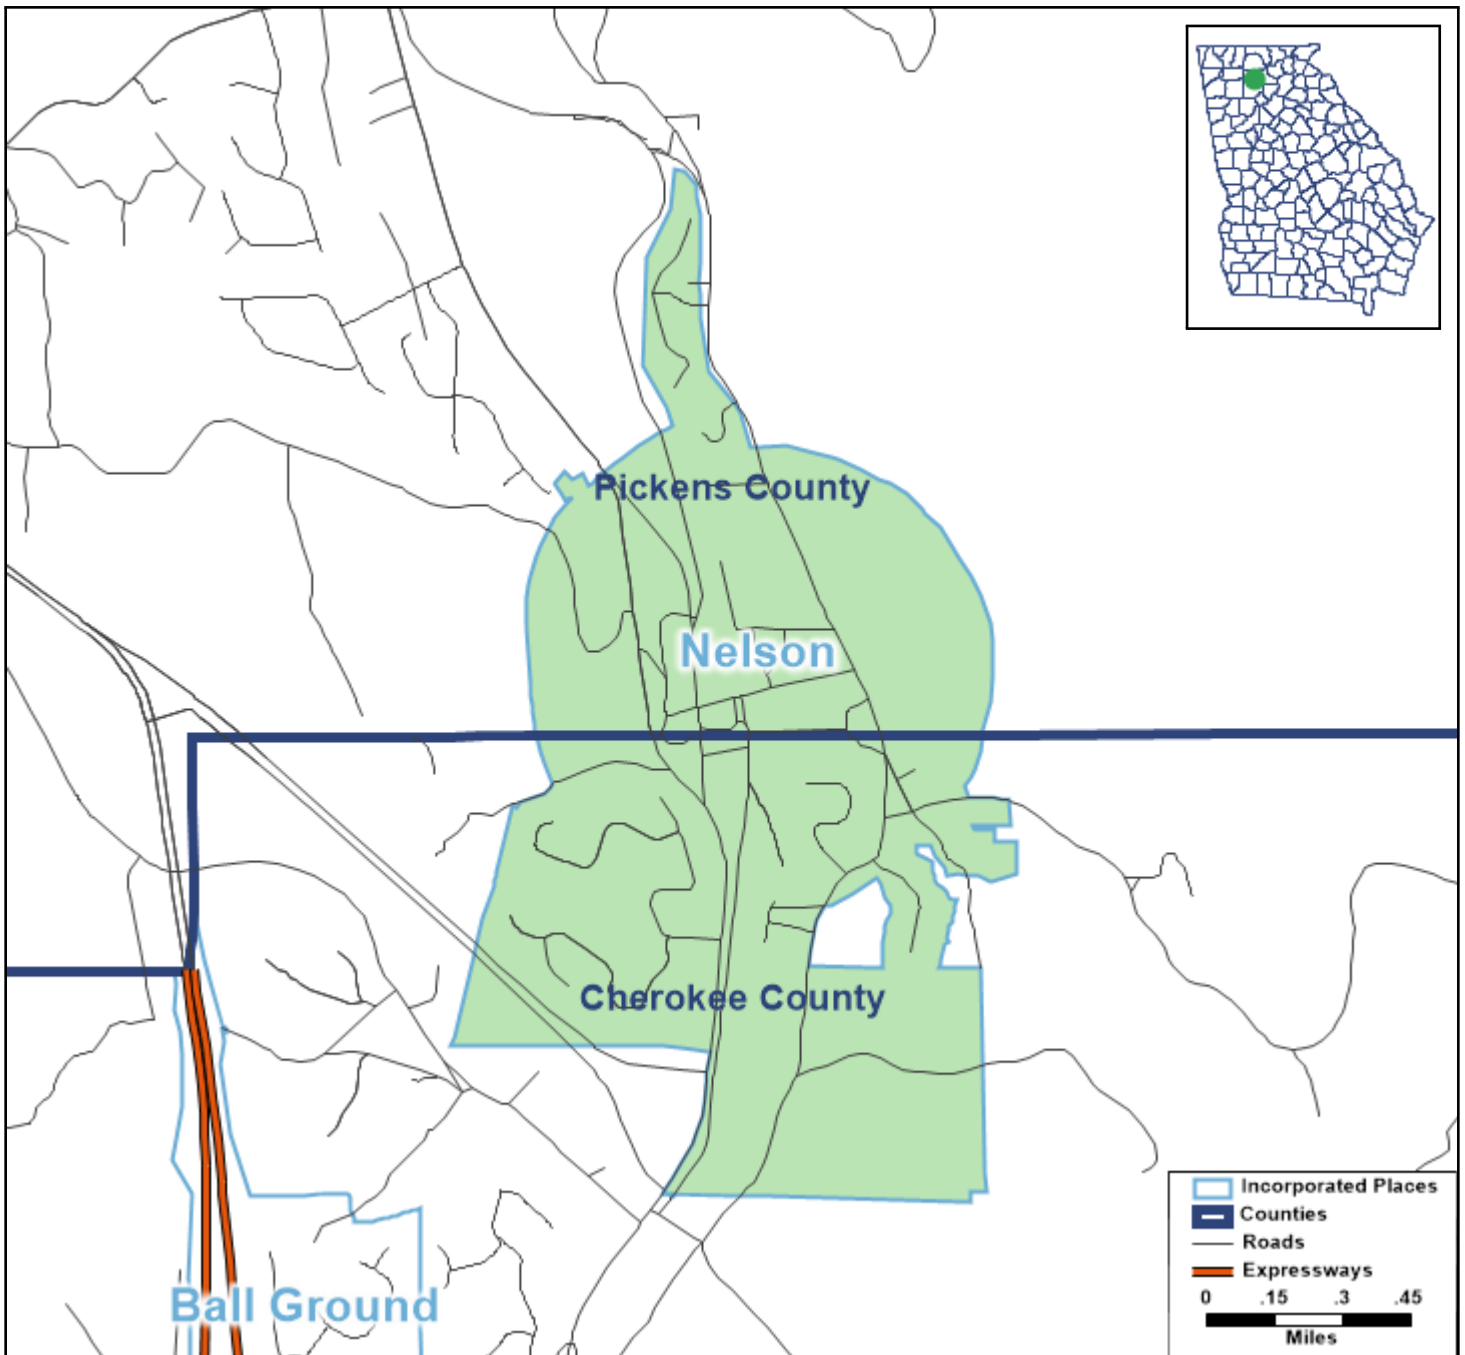 Pickens County
Nelson
Cherokee County
Ball Ground
Incorporated Places
Counties
Roads
Expressways
0 .15 .3 .45
Miles